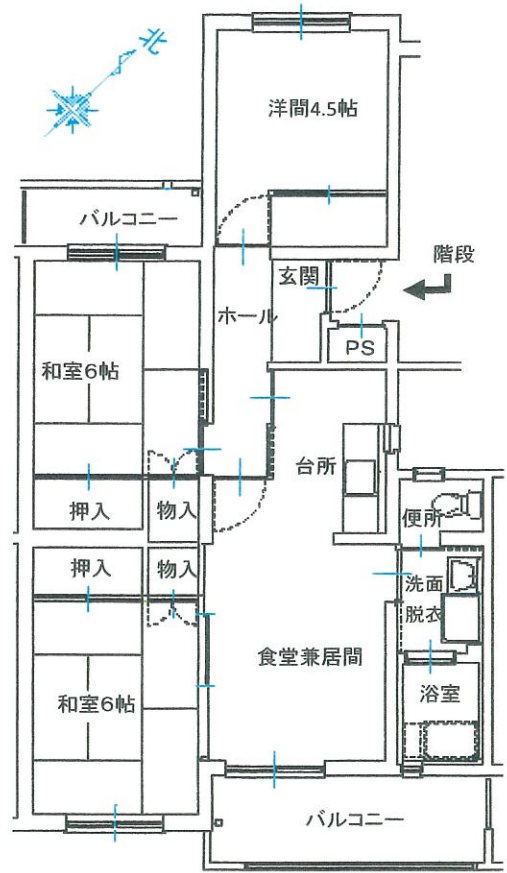 北
洋間4.5帖
バルコニー
階段
玄関
ホール
PS
和室6帖
台所
押入
物入
便所
押入
物入
洗面
脱衣
食堂兼居間
和室6帖
浴室
バルコニー